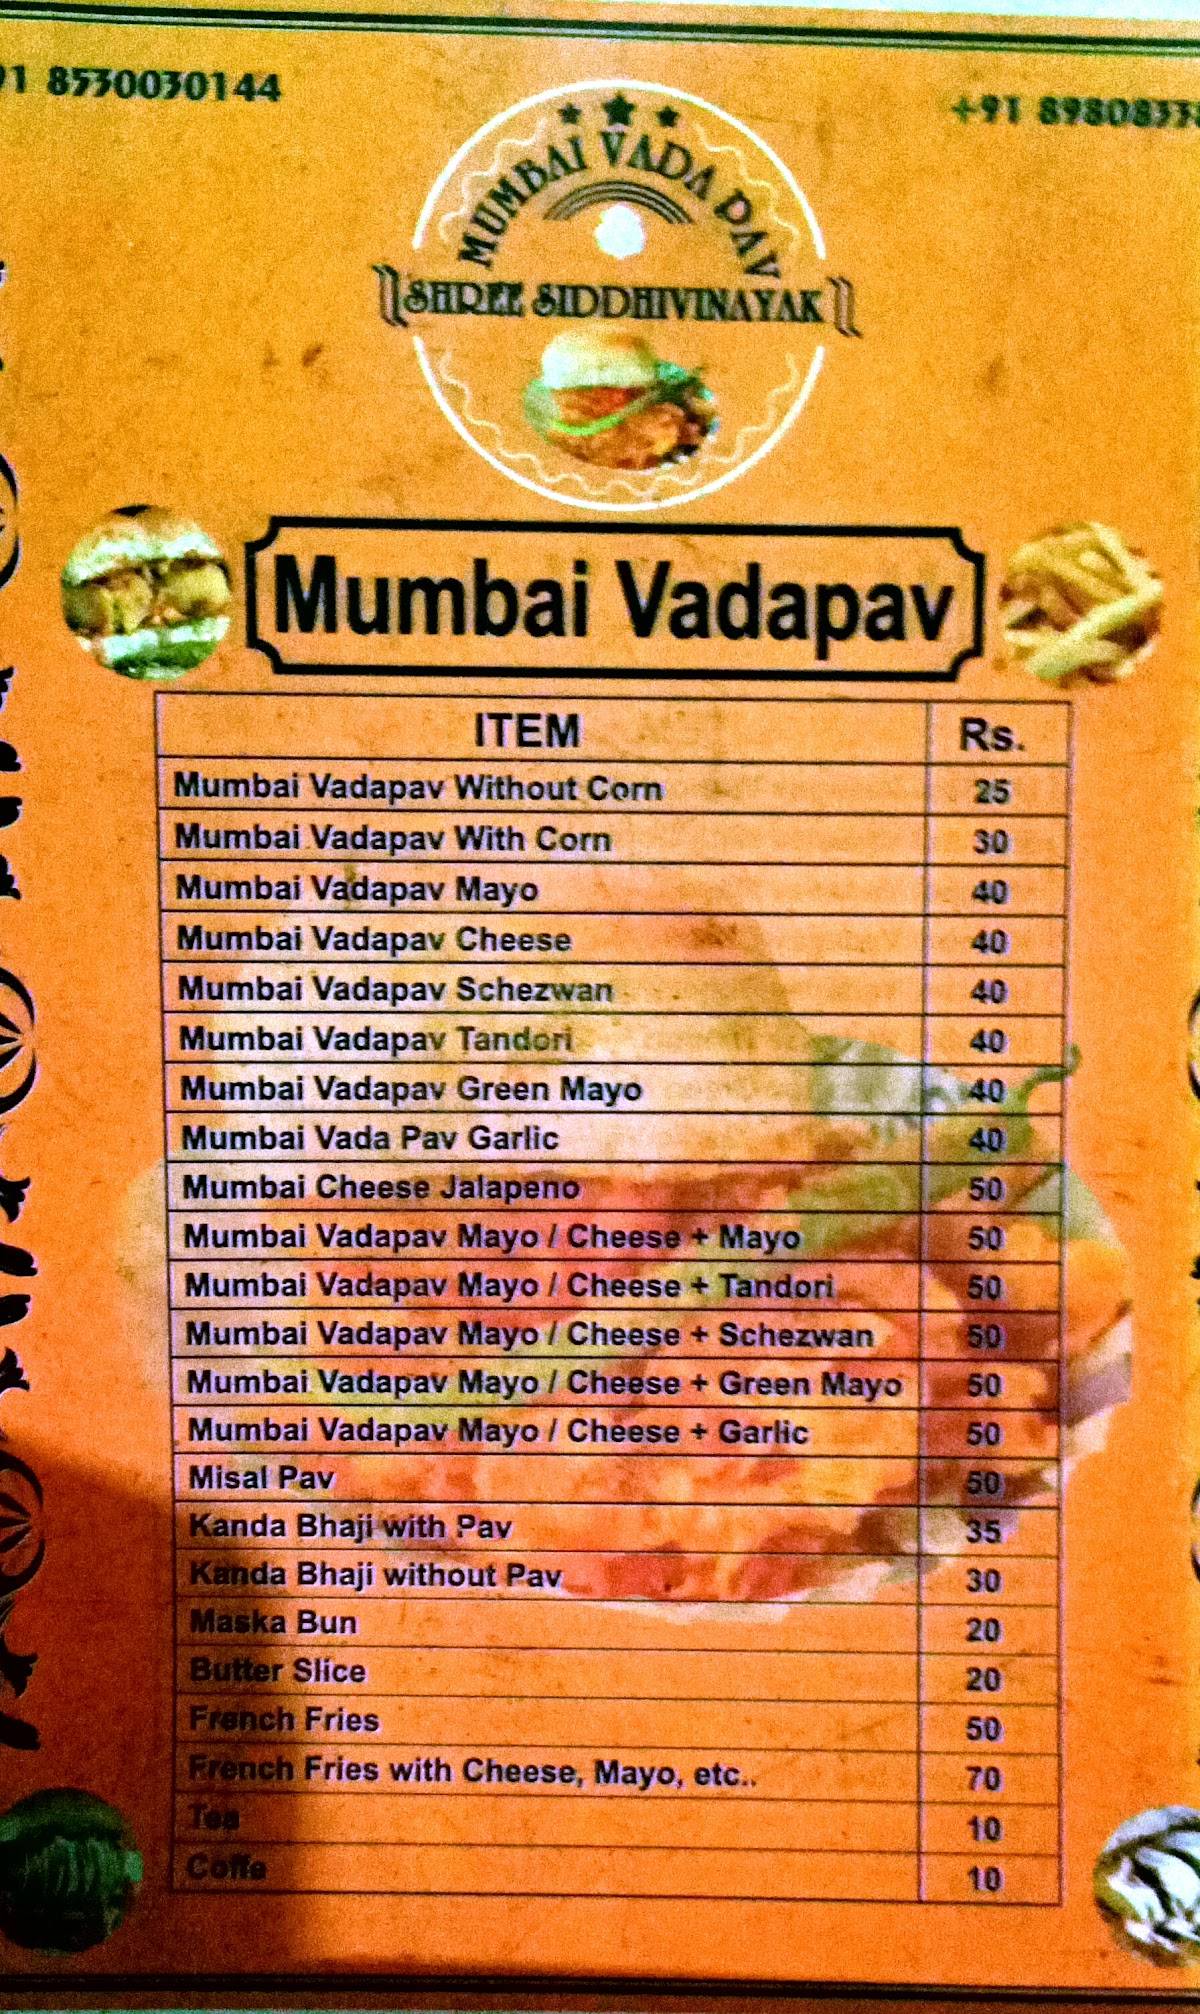 91 8530030144
+91 898085
MUMBAI VADA PAV
SHREE SIDDHIVINAYAK
Mumbai Vadapav
ITEM Rs.
Mumbai Vadapav Without Corn 25
Mumbai Vadapav With Corn 30
Mumbai Vadapav Mayo 40
Mumbai Vadapav Cheese 40
Mumbai Vadapav Schezwan 40
Mumbai Vadapav Tandori 40
Mumbai Vadapav Green Mayo 40
Mumbai Vada Pav Garlic 40
Mumbai Cheese Jalapeno 50
Mumbai Vadapav Mayo / Cheese + Mayo 50
Mumbai Vadapav Mayo / Cheese + Tandori 50
Mumbai Vadapav Mayo / Cheese + Schezwan 50
Mumbai Vadapav Mayo / Cheese + Green Mayo 50
Mumbai Vadapav Mayo / Cheese + Garlic 50
Misal Pav 50
Kanda Bhaji with Pav 35
Kanda Bhaji without Pav 30
Maska Bun 20
Butter Slice 20
French Fries 50
French Fries with Cheese, Mayo, etc.. 70
Tea 10
Coffe 10